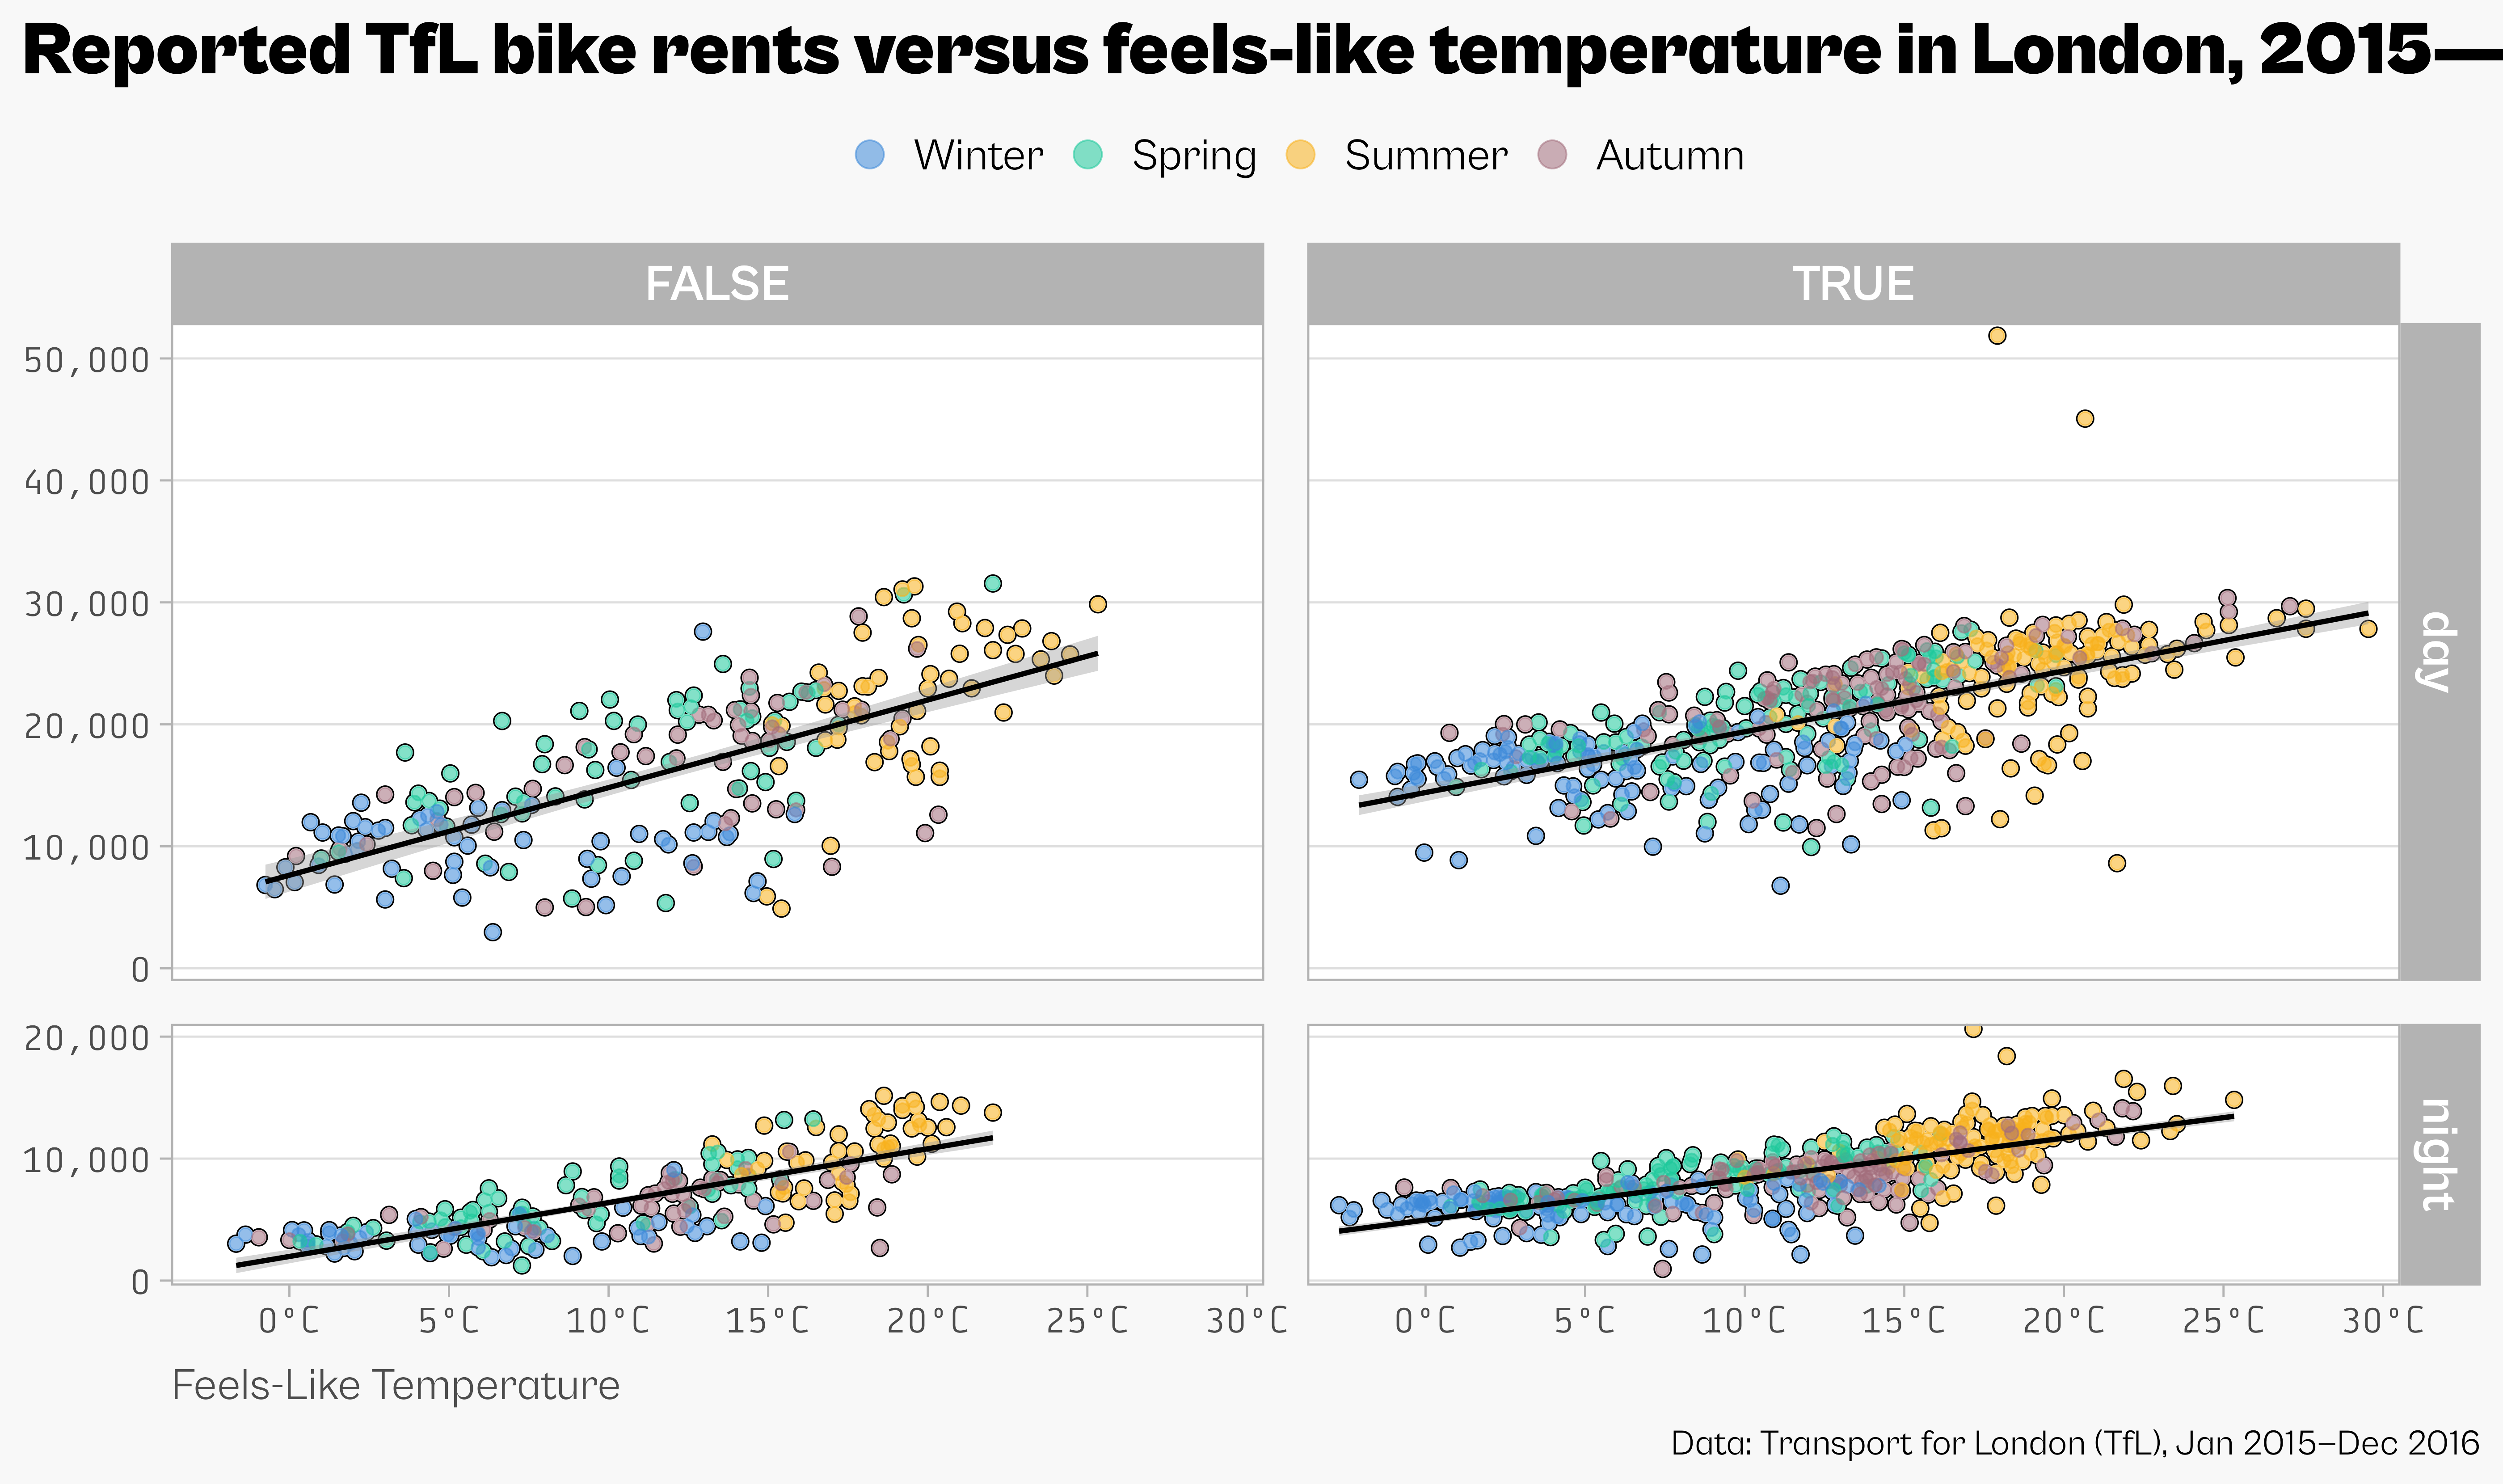 Reported TfL bike rents versus feels-like temperature in London, 2015—
Winter Spring Summer Autumn
FALSE TRUE
50,000
40,000
30,000
20,000
10,000
0
day
20,000
10,000
0
night
0°C 5°C 10°C 15°C 20°C 25°C 30°C 0°C 5°C 10°C 15°C 20°C 25°C 30°C
Feels-Like Temperature
Data: Transport for London (TfL), Jan 2015–Dec 2016